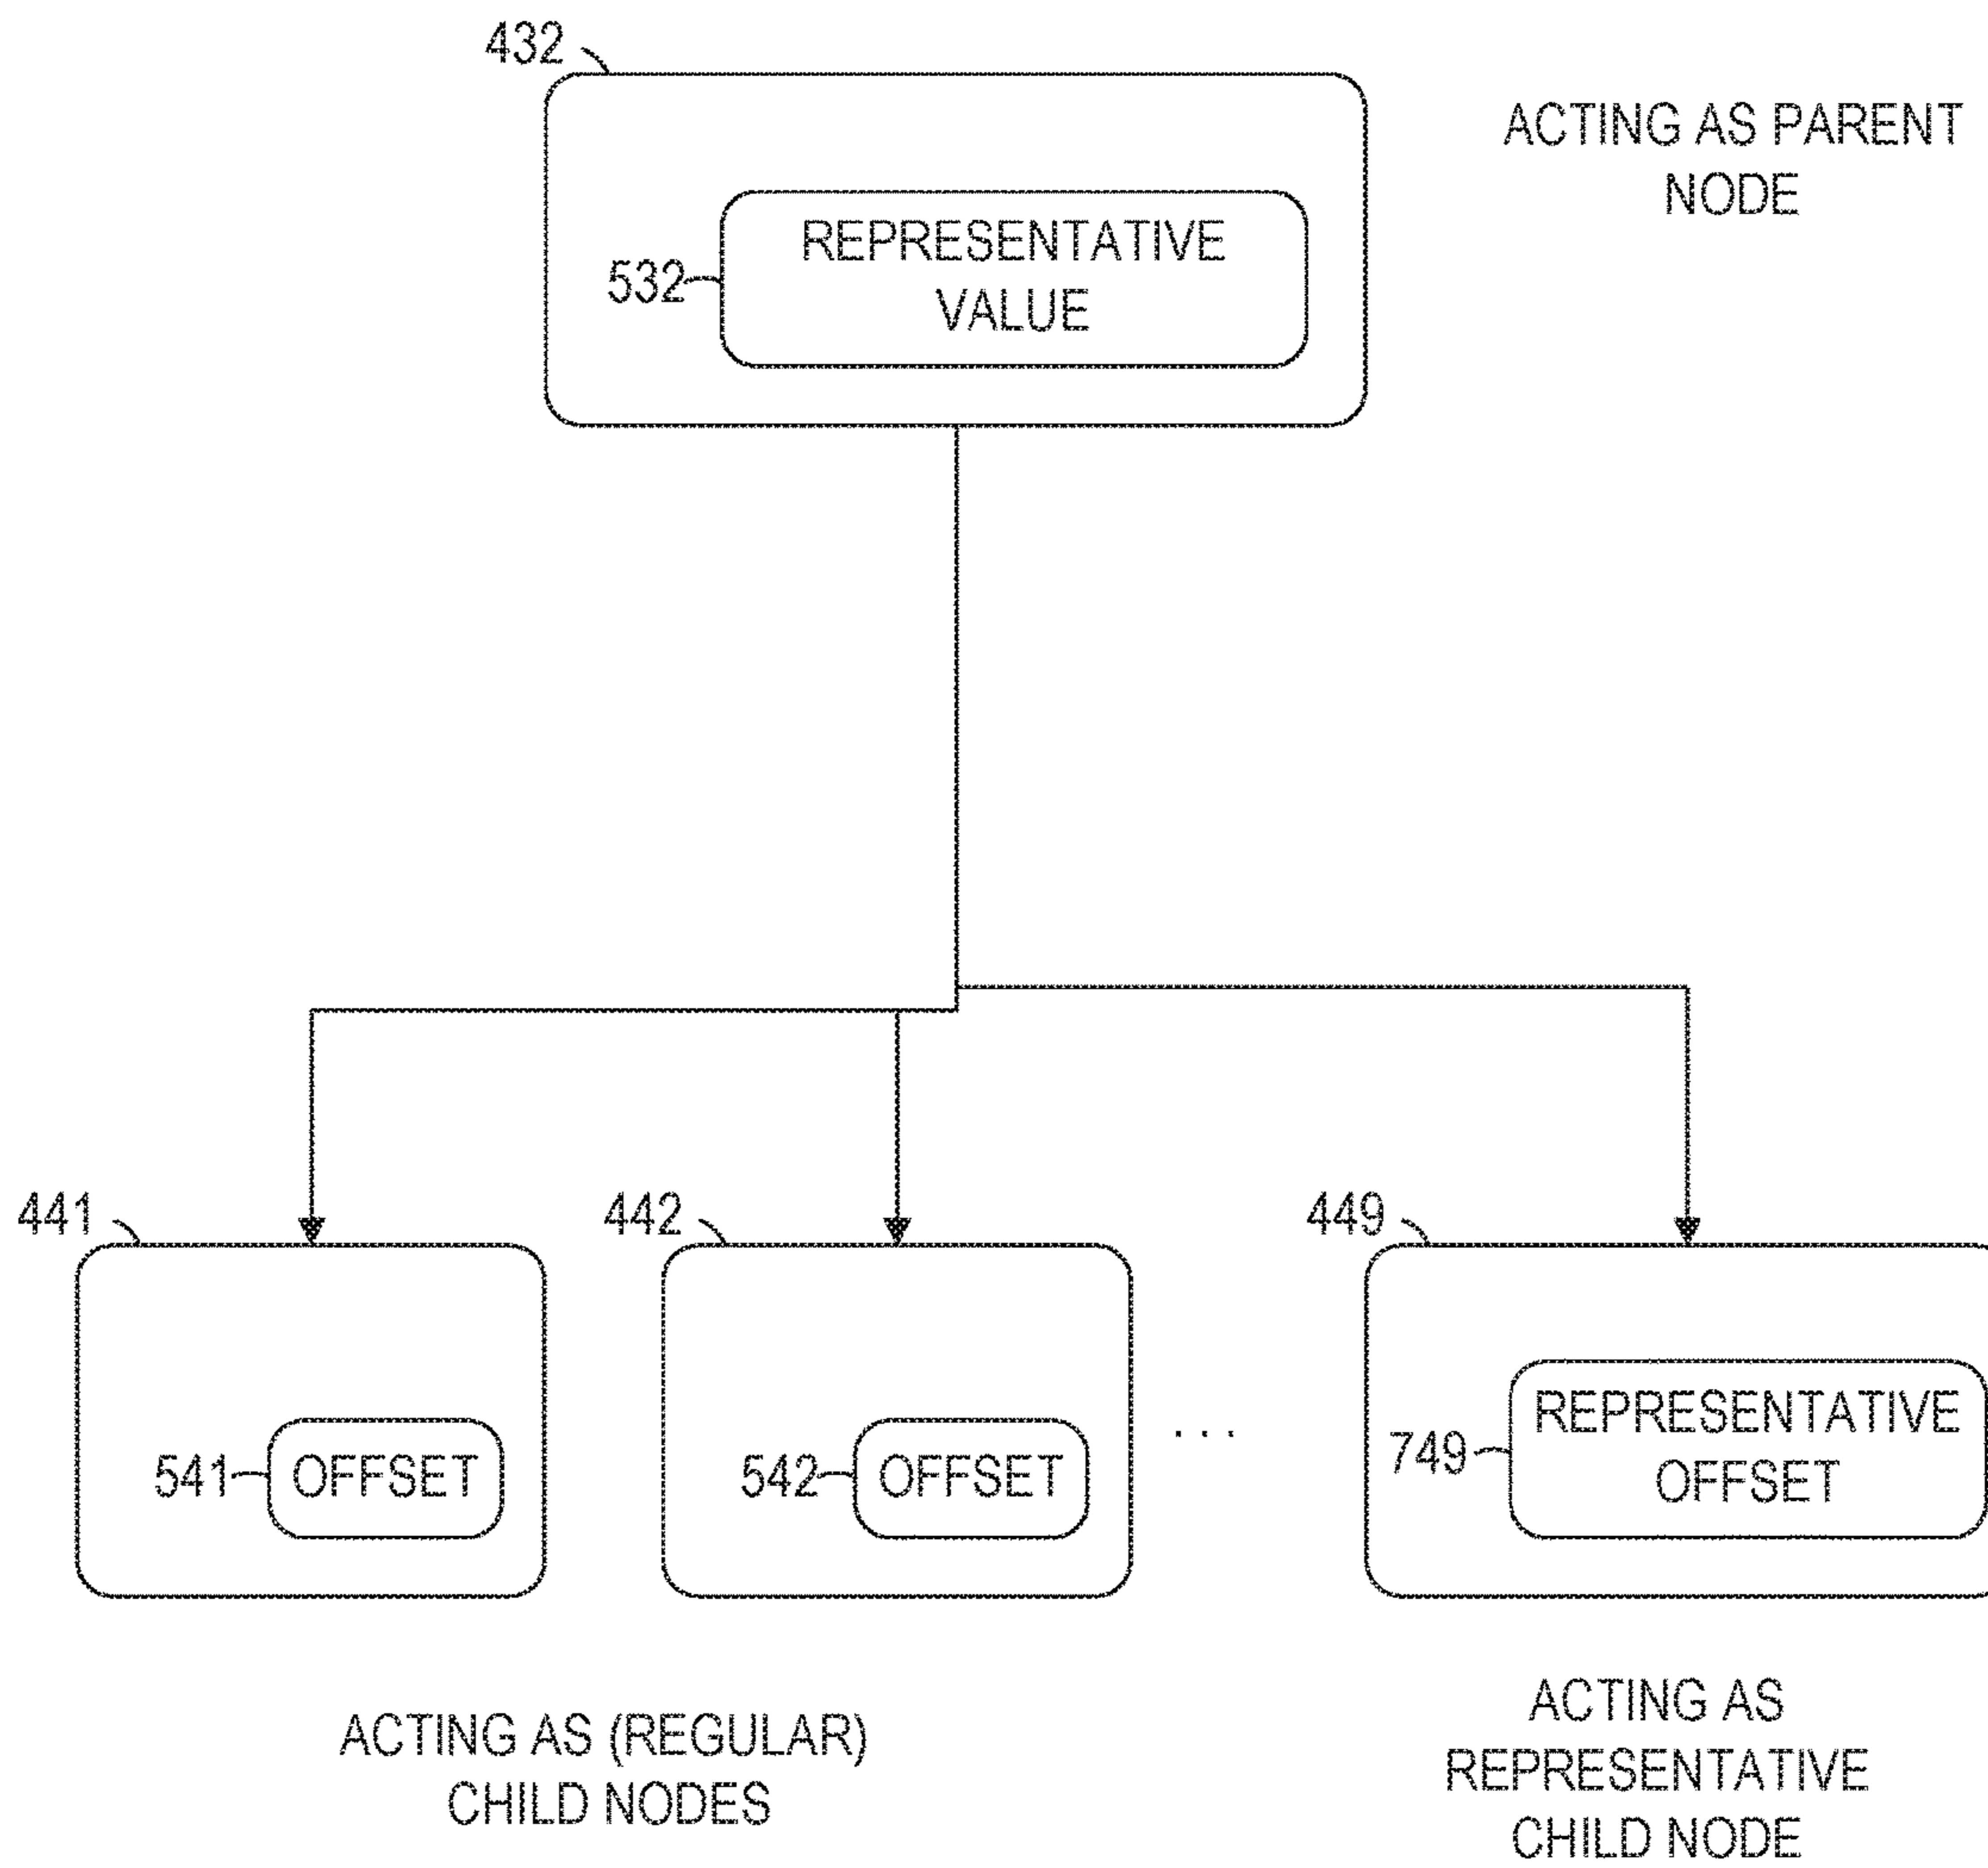 432
ACTING AS PARENT
NODE
REPRESENTATIVE
VALUE
532
441
442
449
541
OFFSET
542
OFFSET
. . .
749
REPRESENTATIVE
OFFSET
ACTING AS (REGULAR)
CHILD NODES
ACTING AS
REPRESENTATIVE
CHILD NODE